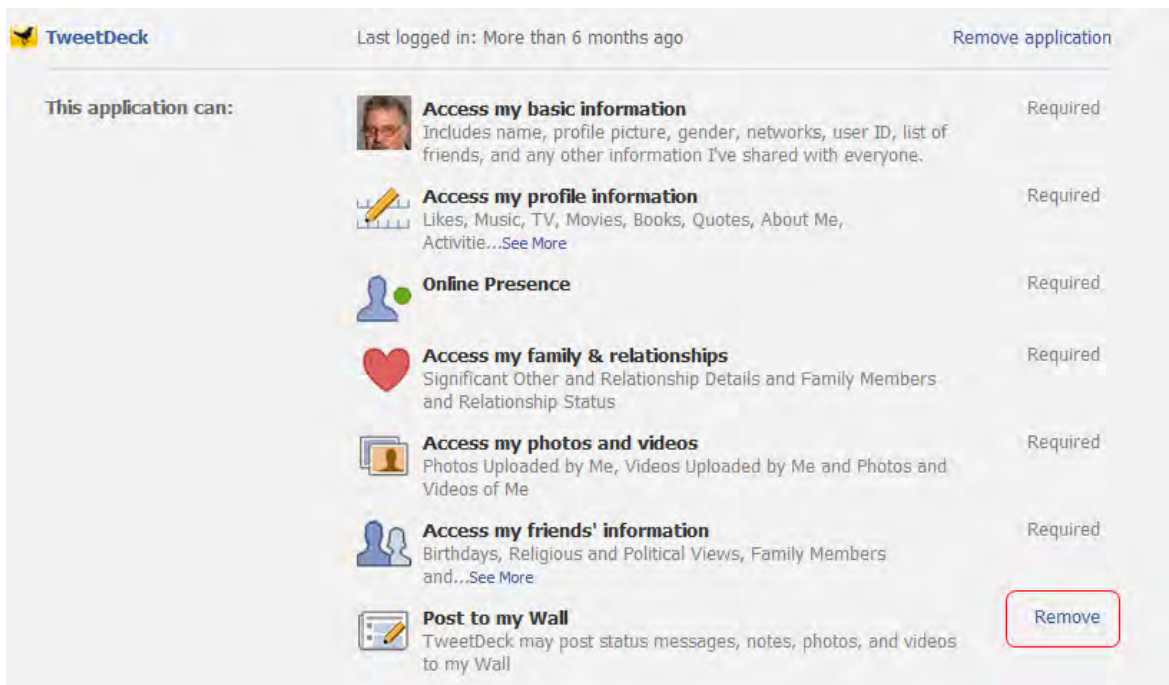 TweetDeck Last logged in: More than 6 months ago Remove application
This application can: Access my basic information Required
Includes name, profile picture, gender, networks, user ID, list of
friends, and any other information I've shared with everyone.
Access my profile information Required
Likes, Music, TV, Movies, Books, Quotes, About Me,
Activitie...See More
Online Presence Required
Access my family & relationships Required
Significant Other and Relationship Details and Family Members
and Relationship Status
Access my photos and videos Required
Photos Uploaded by Me, Videos Uploaded by Me and Photos and
Videos of Me
Access my friends' information Required
Birthdays, Religious and Political Views, Family Members
and...See More
Post to my Wall Remove
TweetDeck may post status messages, notes, photos, and videos
to my Wall